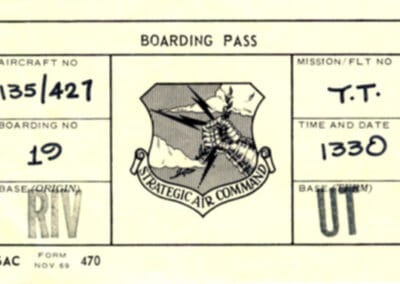 BOARDING PASS
AIRCRAFT NO
135/427
MISSION/FLT NO
T.T.
BOARDING NO
19
TIME AND DATE
1330
STRATEGIC AIR COMMAND
BASE (ORIGIN)
RIV
BASE (TERM)
UT
SAC FORM NOV 69 470